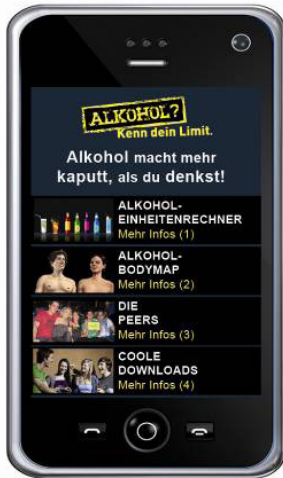 ALKOHOL?
Kenn dein Limit.
Alkohol macht mehr
kaputt, als du denkst!
ALKOHOL-
EINHEITENRECHNER
Mehr Infos (1)
ALKOHOL-
BODYMAP
Mehr Infos (2)
DIE
PEERS
Mehr Infos (3)
COOLE
DOWNLOADS
Mehr Infos (4)